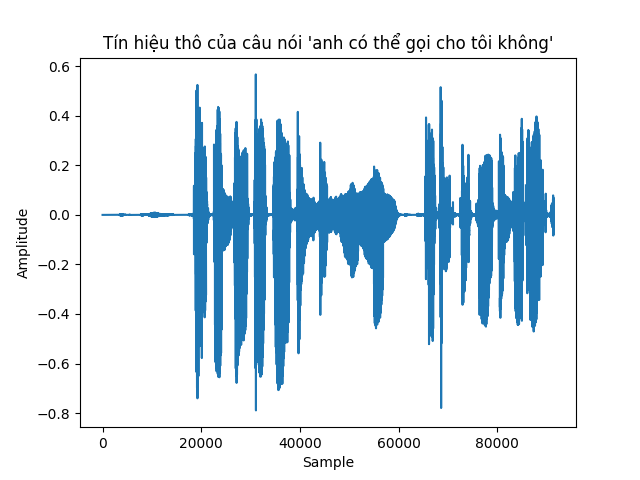 Tín hiệu thô của câu nói 'anh có thể gọi cho tôi không'
0.6
0.4
0.2
0.0
−0.2
−0.4
−0.6
−0.8
Amplitude
0 20000 40000 60000 80000
Sample